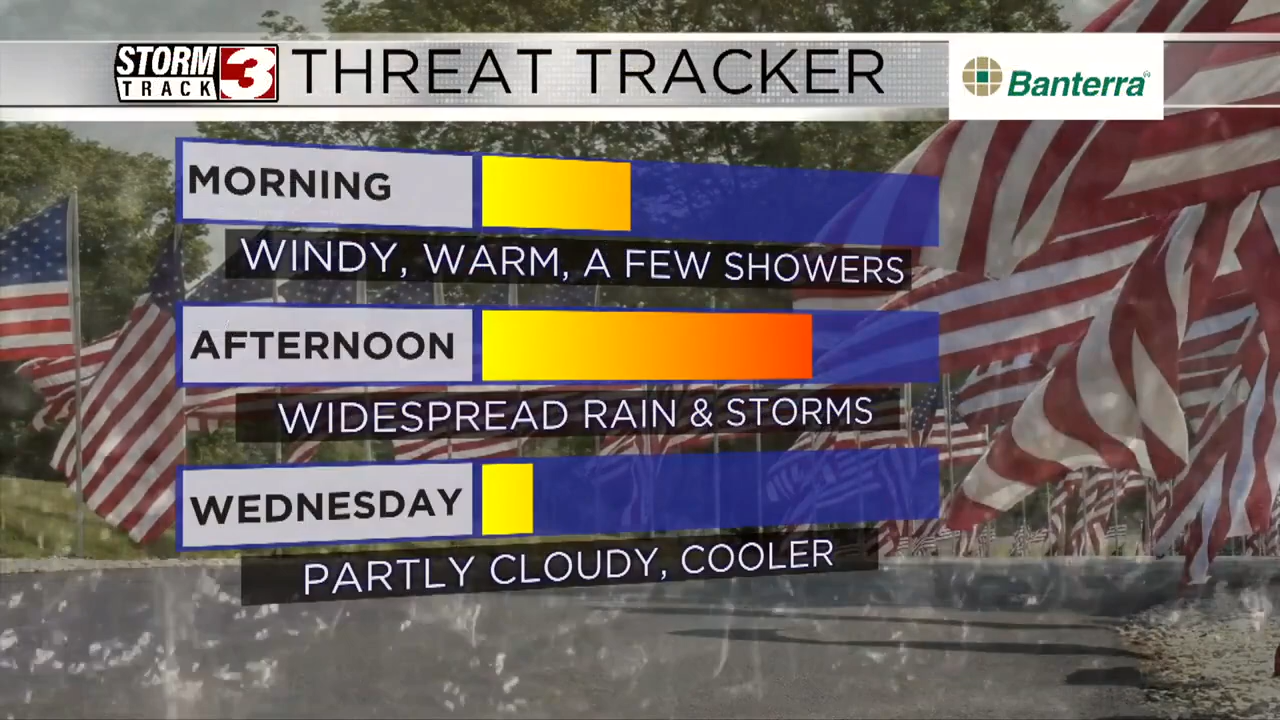 STORM TRACK 3 THREAT TRACKER Banterra
MORNING
WINDY, WARM, A FEW SHOWERS
AFTERNOON
WIDESPREAD RAIN & STORMS
WEDNESDAY
PARTLY CLOUDY, COOLER